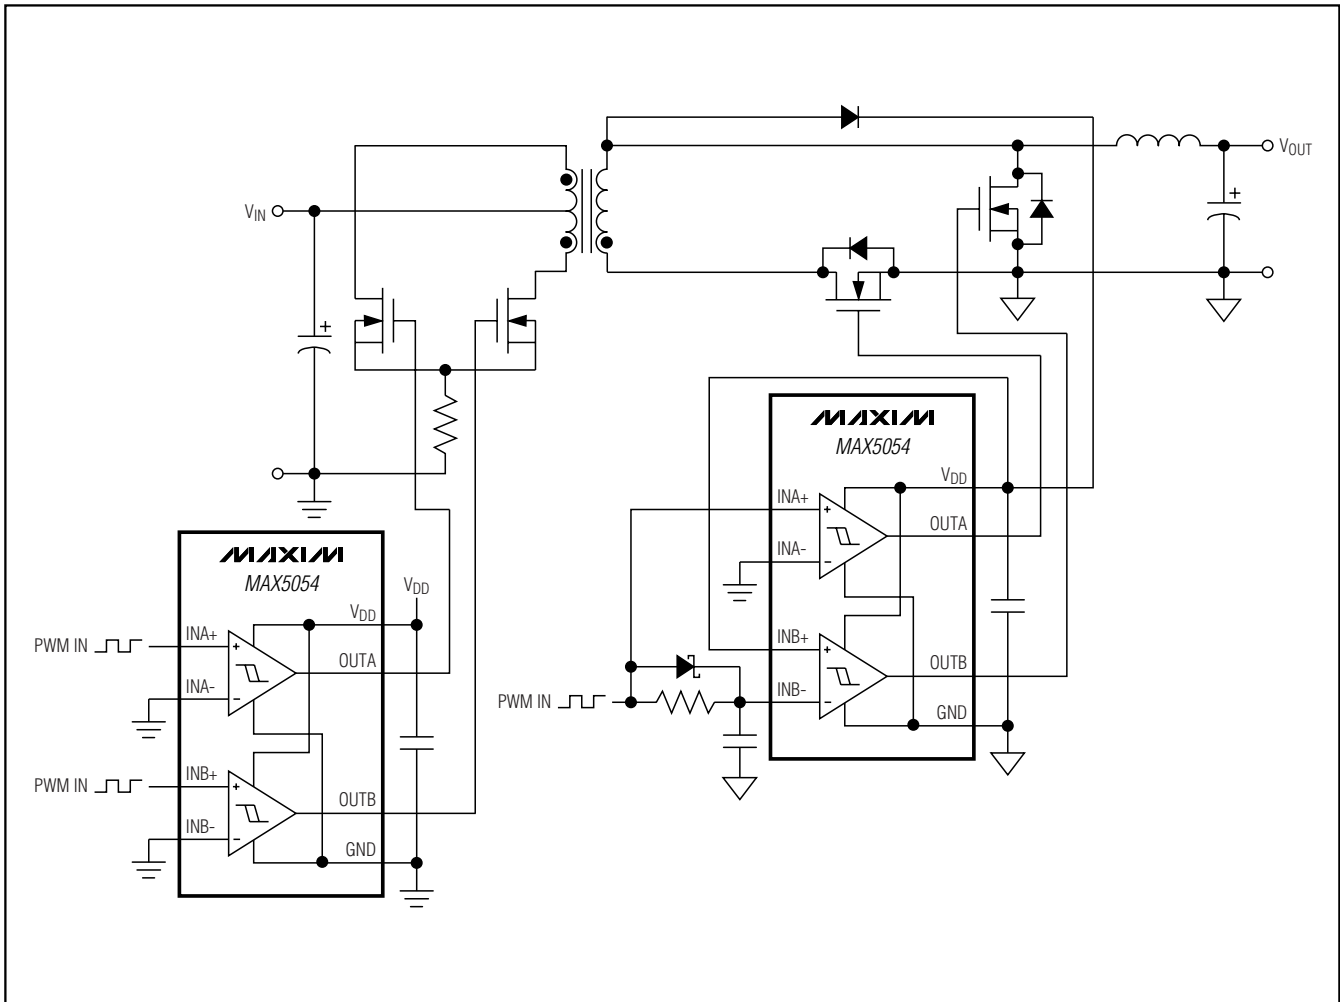 VOUT
VIN
+
+
MAXIM
MAX5054
VDD
INA+
+
OUTA
INA-
-
INB+
+
OUTB
PWM IN
INB-
-
GND
MAXIM
MAX5054
VDD
VDD
PWM IN
INA+
+
OUTA
INA-
-
PWM IN
INB+
+
OUTB
INB-
-
GND